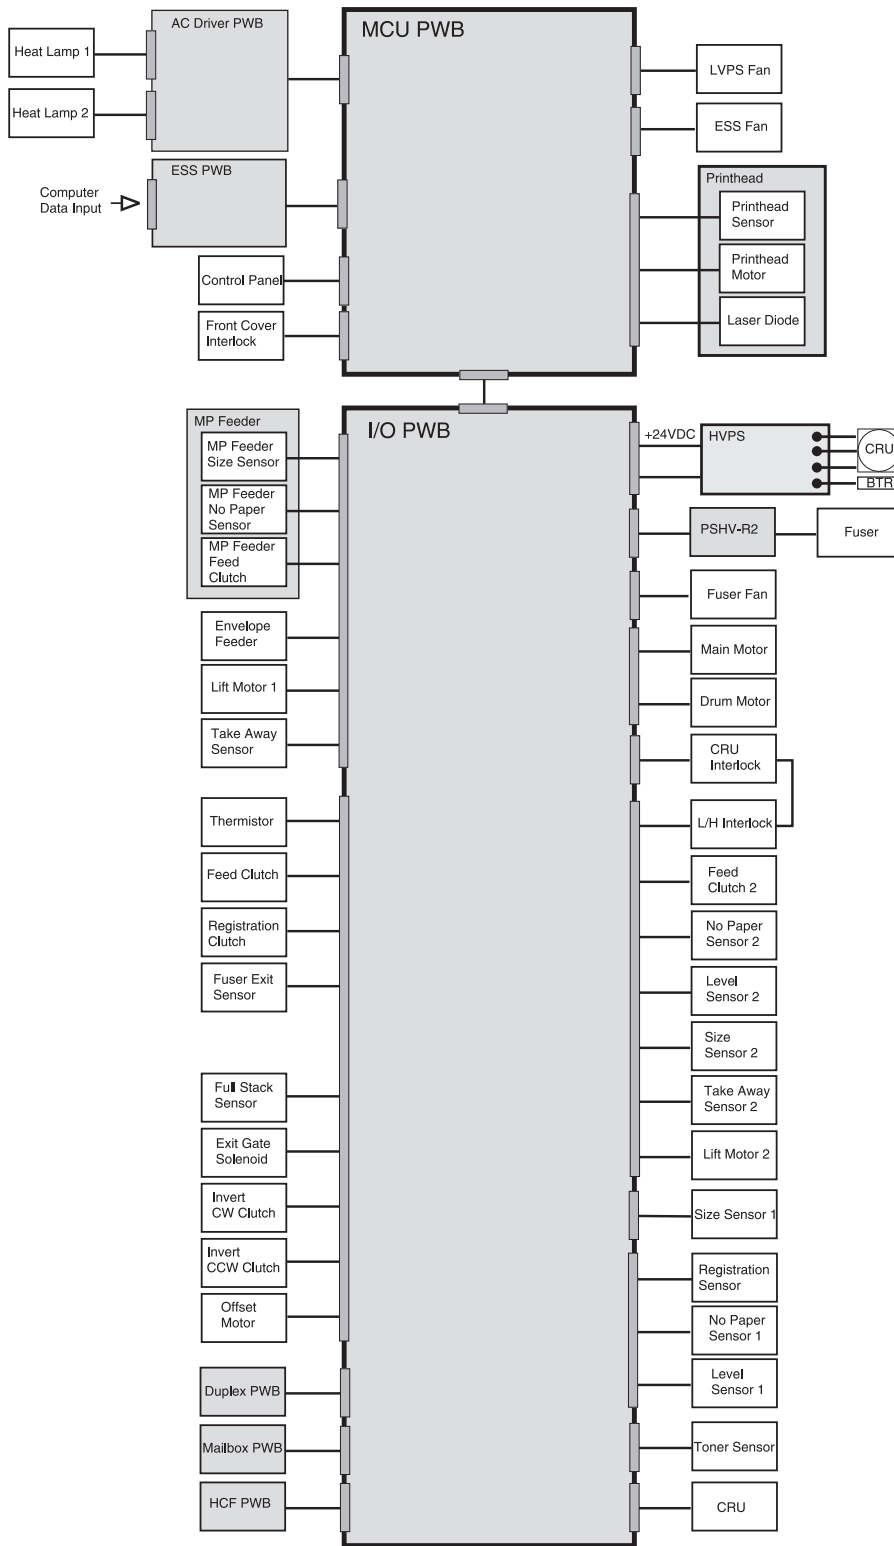 AC Driver PWB
Heat Lamp 1
Heat Lamp 2
ESS PWB
Computer
Data Input
Control Panel
Front Cover
Interlock
MCU PWB
LVPS Fan
ESS Fan
Printhead
Printhead
Sensor
Printhead
Motor
Laser Diode
I/O PWB
MP Feeder
MP Feeder
Size Sensor
MP Feeder
No Paper
Sensor
MP Feeder
Feed
Clutch
Envelope
Feeder
Lift Motor 1
Take Away
Sensor
Thermistor
Feed Clutch
Registration
Clutch
Fuser Exit
Sensor
Full Stack
Sensor
Exit Gate
Solenoid
Invert
CW Clutch
Invert
CCW Clutch
Offset
Motor
Duplex PWB
Mailbox PWB
HCF PWB
+24VDC
HVPS
CRU
BTR
PSHV-R2
Fuser
Fuser Fan
Main Motor
Drum Motor
CRU
Interlock
L/H Interlock
Feed
Clutch 2
No Paper
Sensor 2
Level
Sensor 2
Size
Sensor 2
Take Away
Sensor 2
Lift Motor 2
Size Sensor 1
Registration
Sensor
No Paper
Sensor 1
Level
Sensor 1
Toner Sensor
CRU